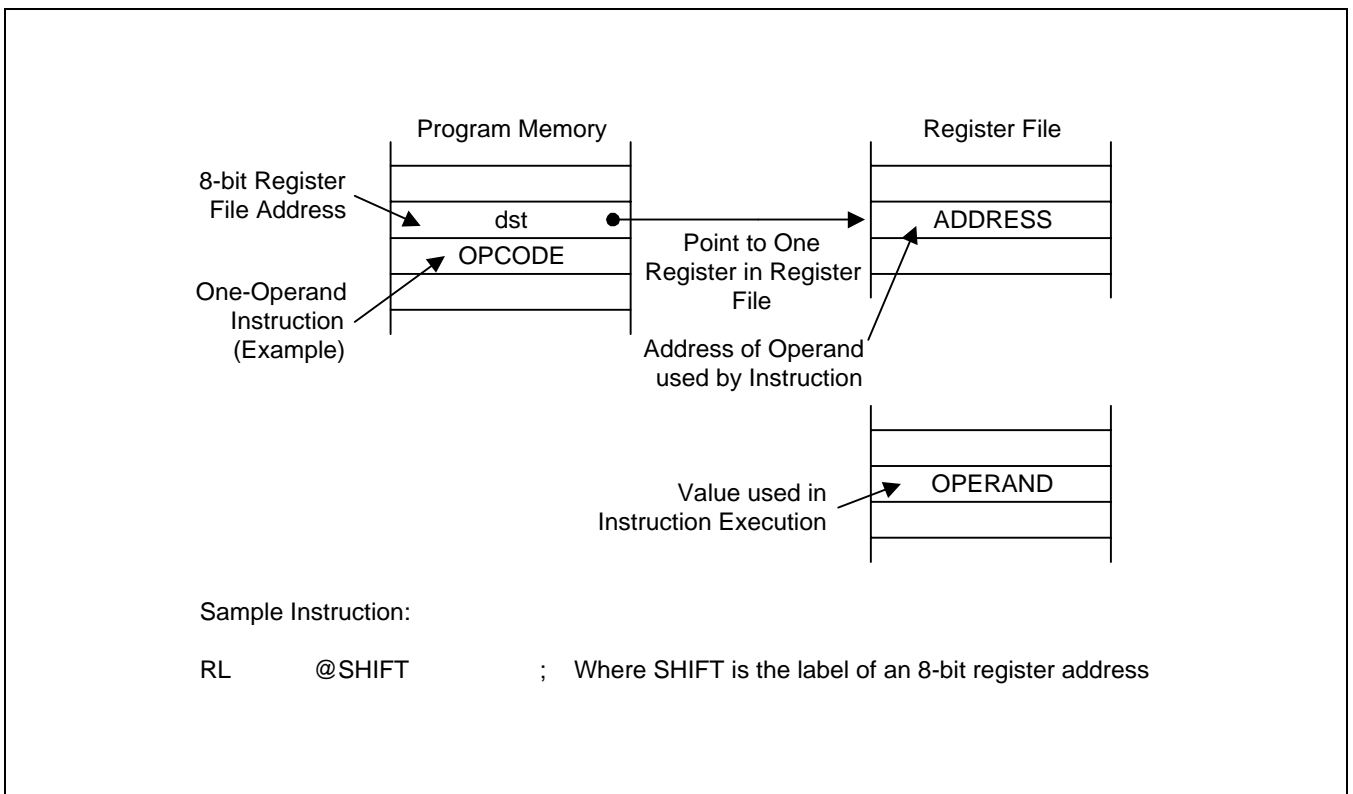 Program Memory
Register File
8-bit Register
File Address
dst
ADDRESS
OPCODE
Point to One
Register in Register
File
One-Operand
Instruction
(Example)
Address of Operand
used by Instruction
OPERAND
Value used in
Instruction Execution
Sample Instruction:
RL @SHIFT ; Where SHIFT is the label of an 8-bit register address